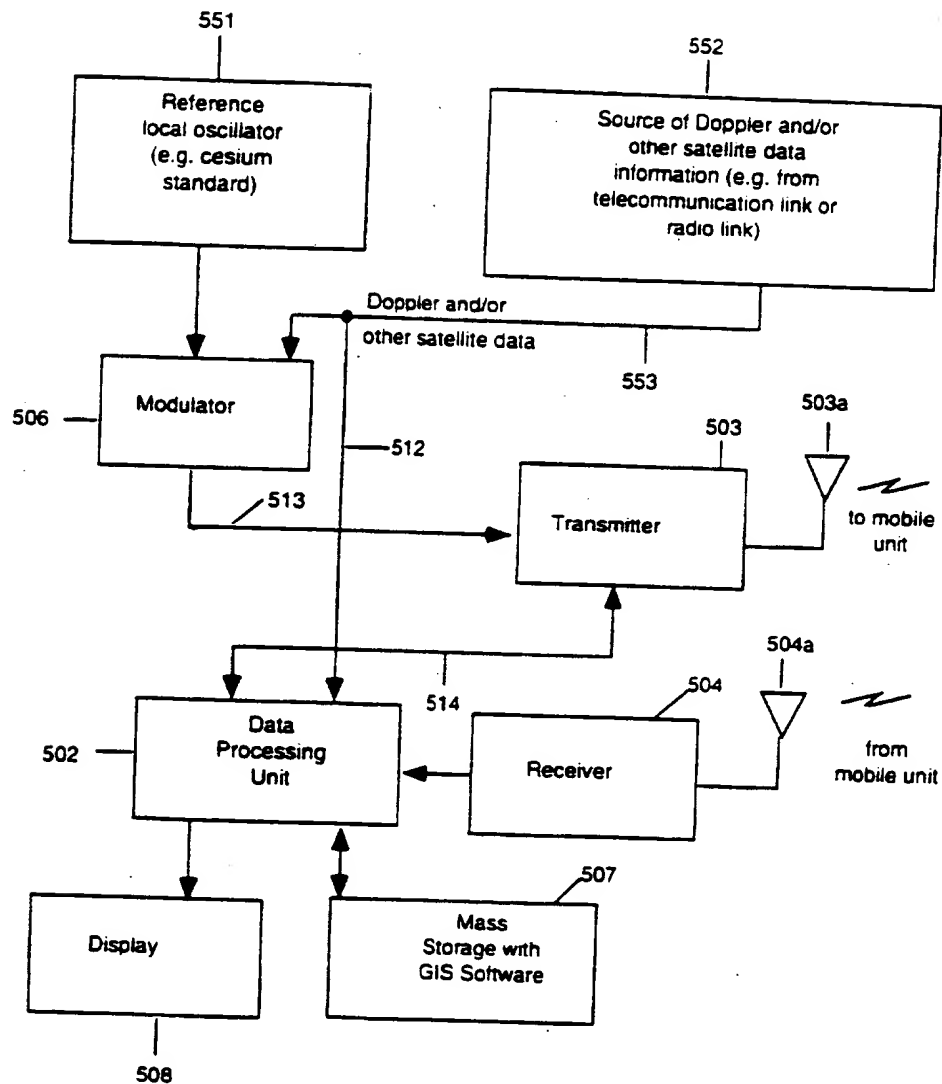 551
552
Reference
local oscillator
(e.g. cesium
standard)
Source of Doppler and/or
other satellite data
information (e.g. from
telecommunication link or
radio link)
Doppler and/or
other satellite data
553
Modulator
506
512
503
503a
513
Transmitter
to mobile
unit
514
504
504a
Data
Processing
Unit
502
Receiver
from
mobile unit
507
Display
Mass
Storage with
GIS Software
508